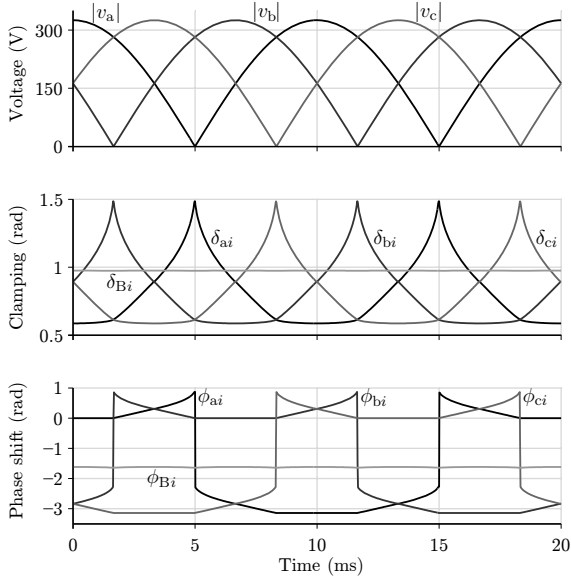 |v_a| |v_b| |v_c|
300
150
0
Voltage (V)
1.5
1
0.5
Clamping (rad)
δ_ai δ_bi δ_ci
δ_Bi
1
0
−1
−2
−3
Phase shift (rad)
ϕ_ai ϕ_bi ϕ_ci
ϕ_Bi
0 5 10 15 20
Time (ms)